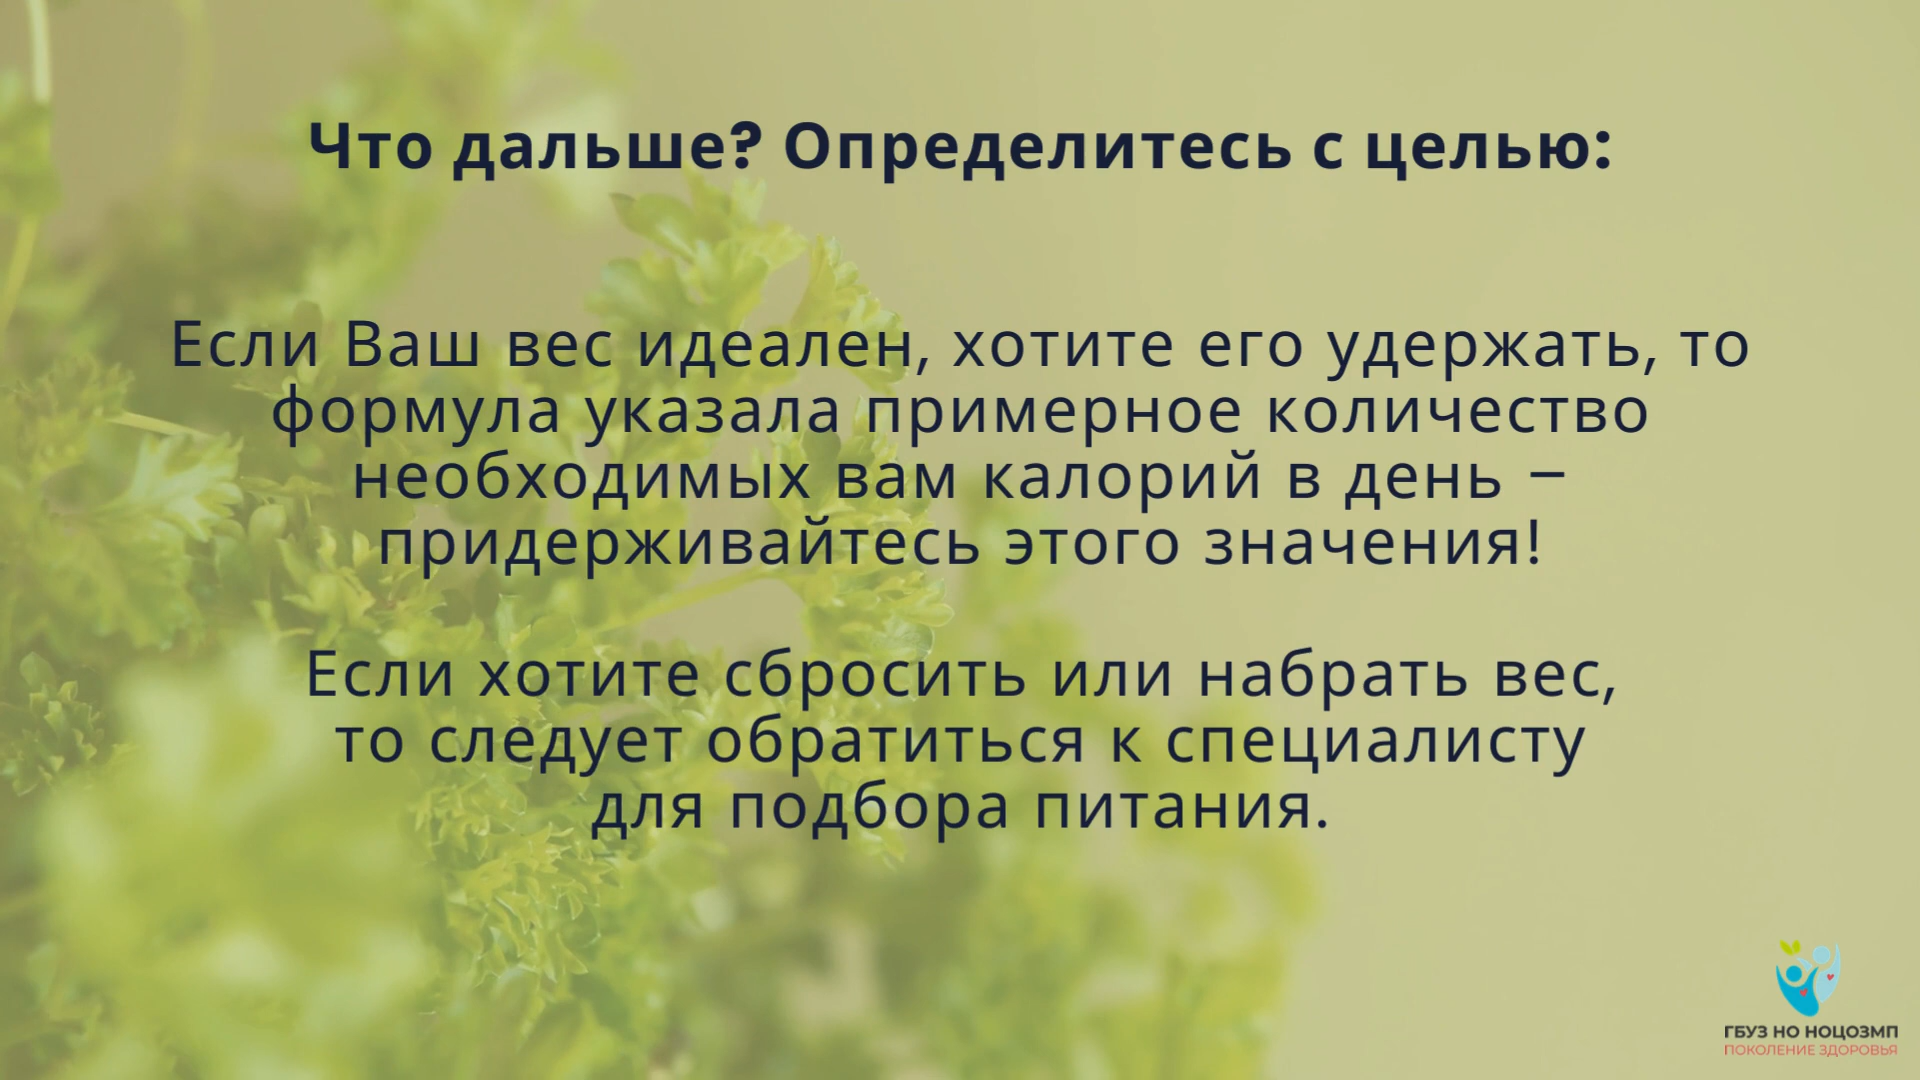 Что дальше? Определитесь с целью:
Если Ваш вес идеален, хотите его удержать, то
формула указала примерное количество
необходимых вам калорий в день –
придерживайтесь этого значения!
Если хотите сбросить или набрать вес,
то следует обратиться к специалисту
для подбора питания.
ГБУЗ НО НОЦОЗМП
ПОКОЛЕНИЕ ЗДОРОВЬЯ